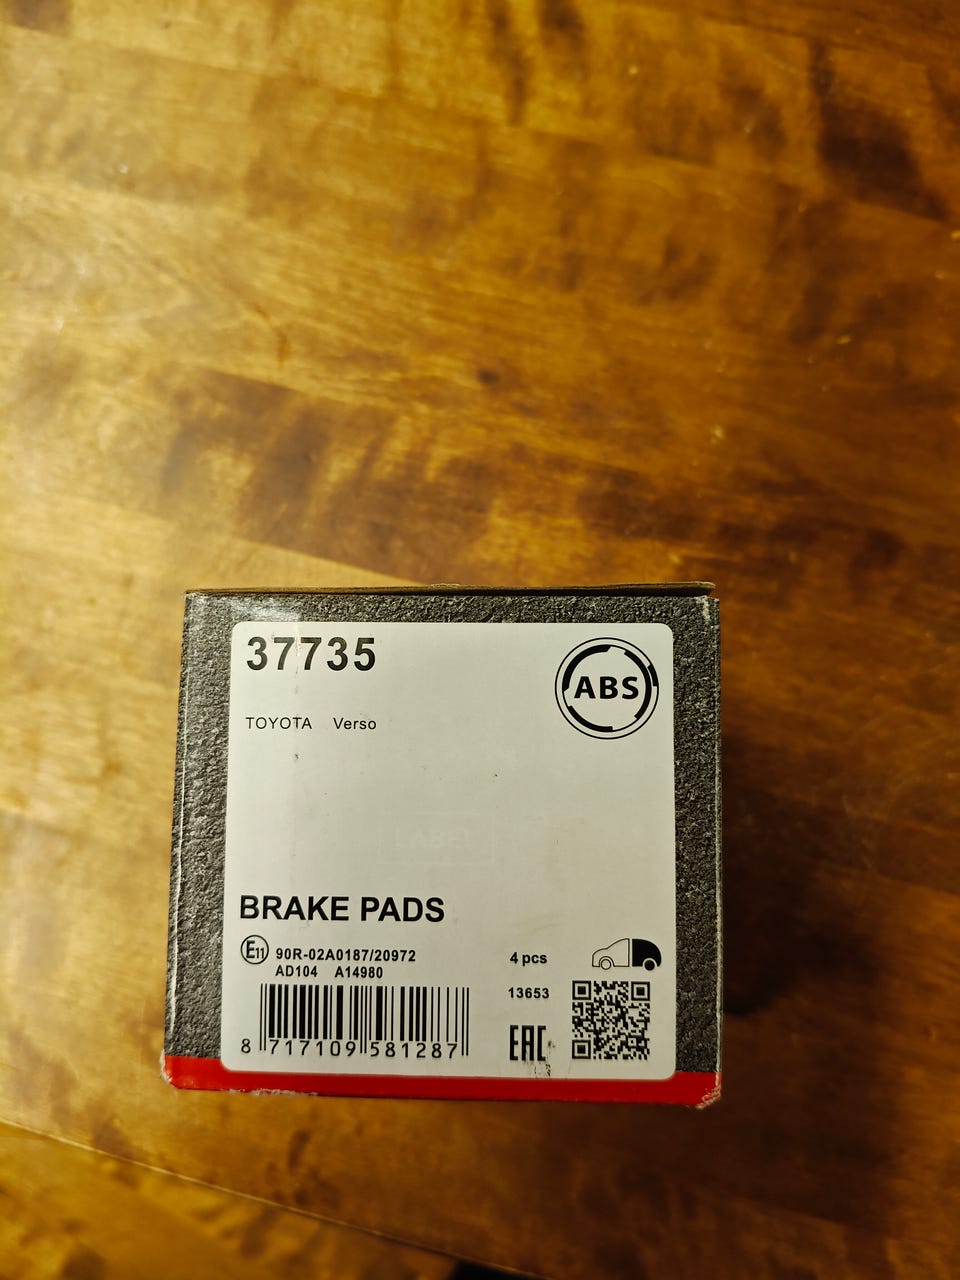 37735
ABS
TOYOTA Verso
BRAKE PADS
E11 90R-02A0187/20972
AD104 A14980
4 pcs
13653
8 717109 581287
EAC